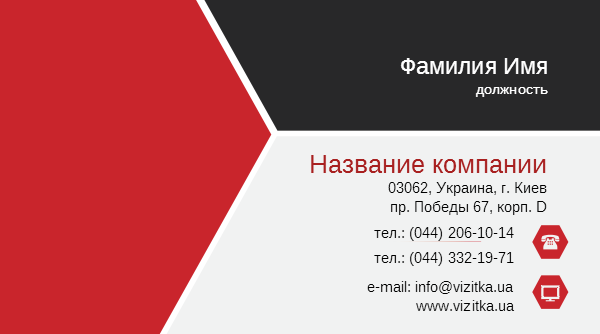 Фамилия Имя
должность
Название компании
03062, Украина, г. Киев
пр. Победы 67, корп. D
тел.: (044) 206-10-14
тел.: (044) 332-19-71
e-mail: info@vizitka.ua
www.vizitka.ua